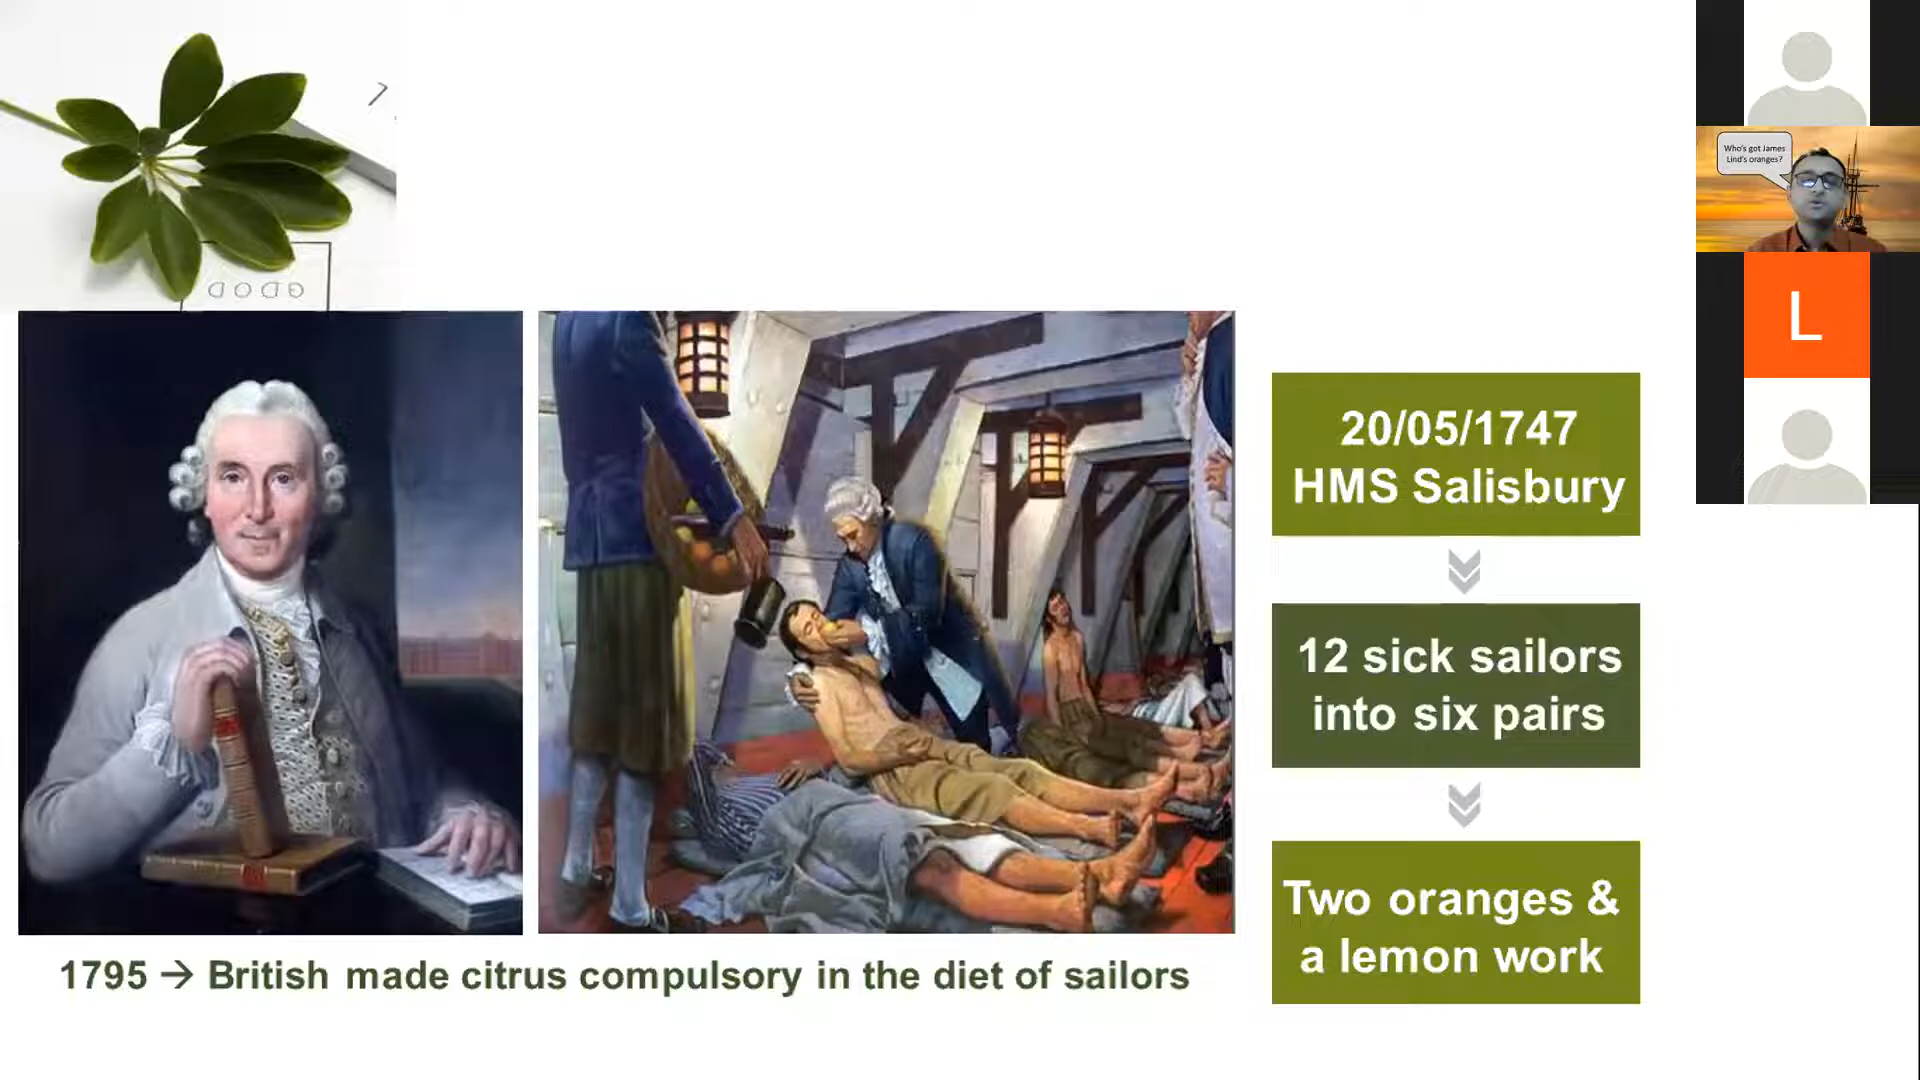 20/05/1747
HMS Salisbury
12 sick sailors
into six pairs
Two oranges &
a lemon work
1795 → British made citrus compulsory in the diet of sailors
Who's got James
Lind's oranges?
L